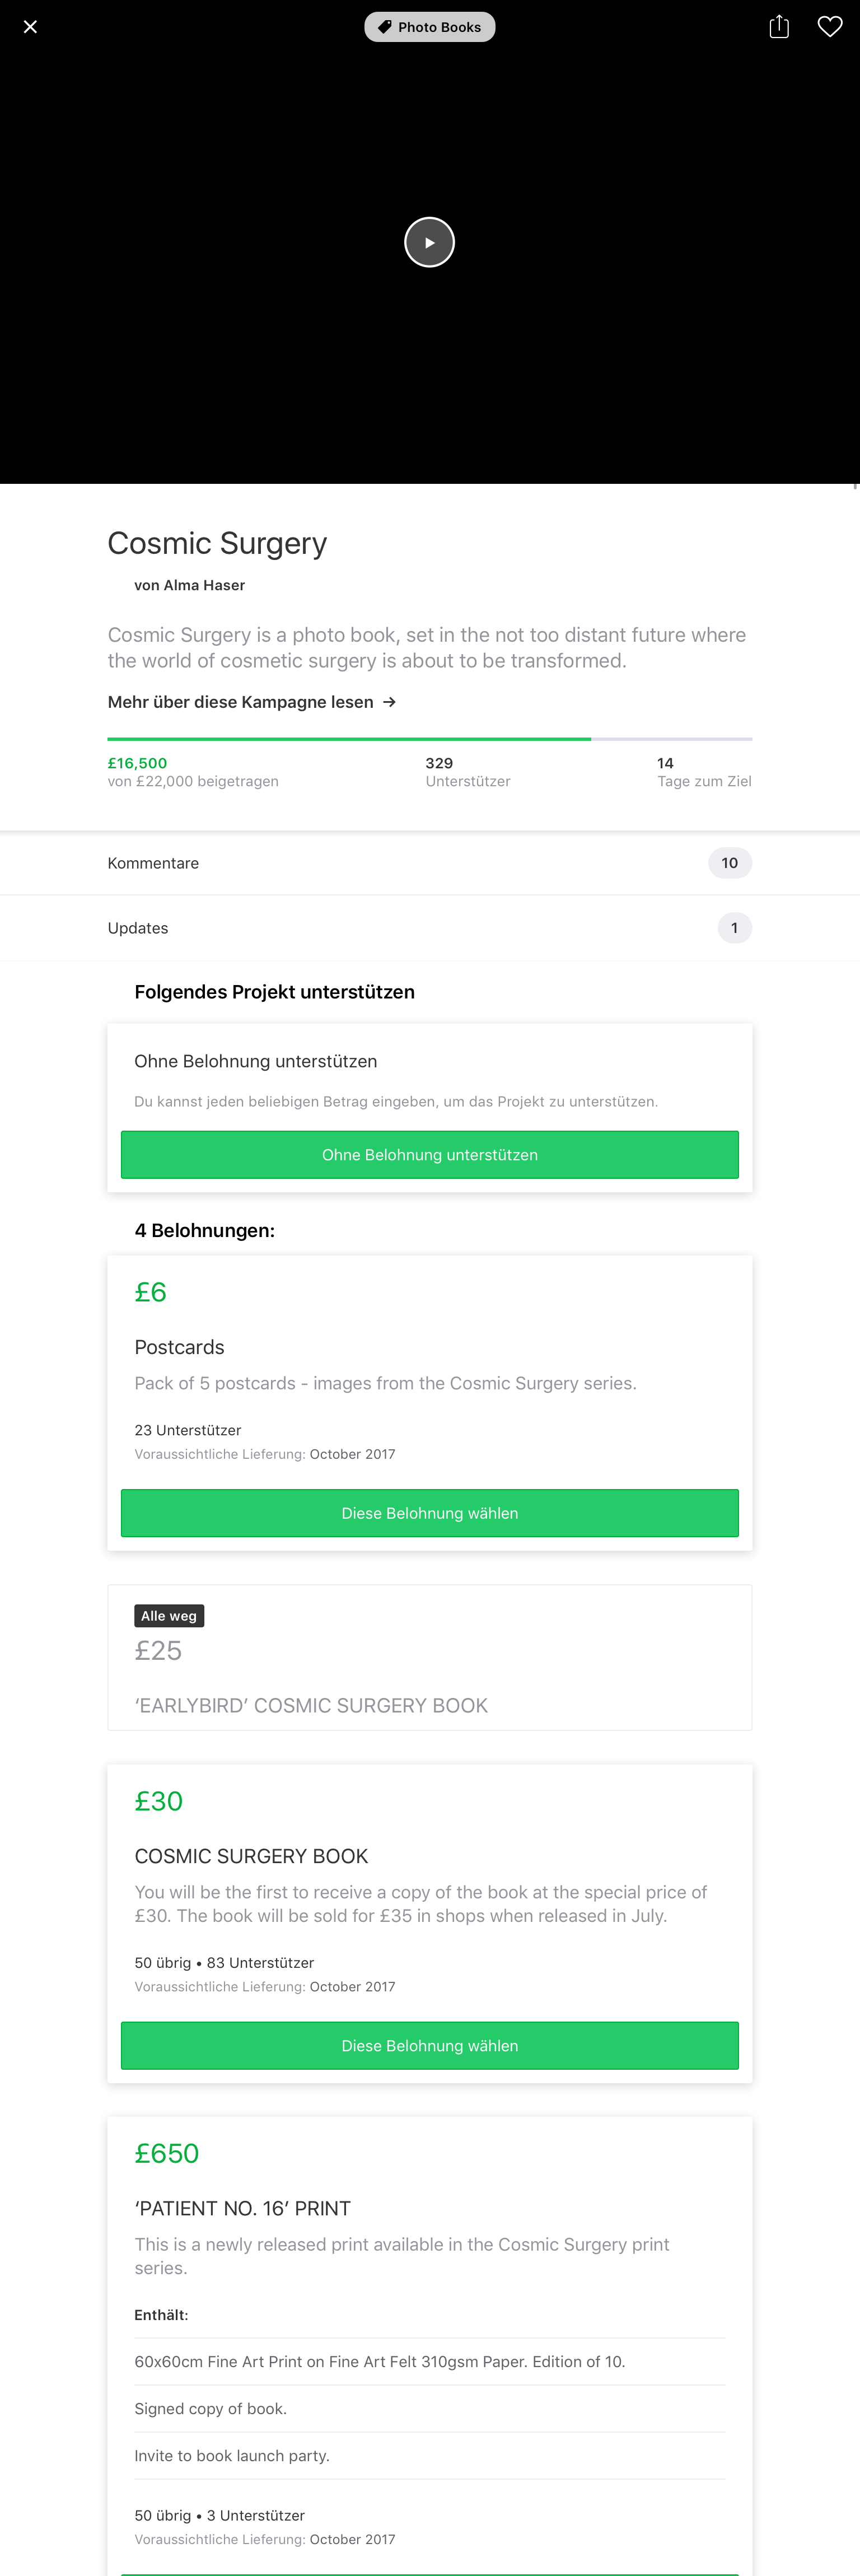 Photo Books
Cosmic Surgery
von Alma Haser
Cosmic Surgery is a photo book, set in the not too distant future where
the world of cosmetic surgery is about to be transformed.
Mehr über diese Kampagne lesen →
£16,500
von £22,000 beigetragen
329
Unterstützer
14
Tage zum Ziel
Kommentare
10
Updates
1
Folgendes Projekt unterstützen
Ohne Belohnung unterstützen
Du kannst jeden beliebigen Betrag eingeben, um das Projekt zu unterstützen.
Ohne Belohnung unterstützen
4 Belohnungen:
£6
Postcards
Pack of 5 postcards - images from the Cosmic Surgery series.
23 Unterstützer
Voraussichtliche Lieferung: October 2017
Diese Belohnung wählen
Alle weg
£25
‘EARLYBIRD’ COSMIC SURGERY BOOK
£30
COSMIC SURGERY BOOK
You will be the first to receive a copy of the book at the special price of
£30. The book will be sold for £35 in shops when released in July.
50 übrig • 83 Unterstützer
Voraussichtliche Lieferung: October 2017
Diese Belohnung wählen
£650
‘PATIENT NO. 16’ PRINT
This is a newly released print available in the Cosmic Surgery print
series.
Enthält:
60x60cm Fine Art Print on Fine Art Felt 310gsm Paper. Edition of 10.
Signed copy of book.
Invite to book launch party.
50 übrig • 3 Unterstützer
Voraussichtliche Lieferung: October 2017